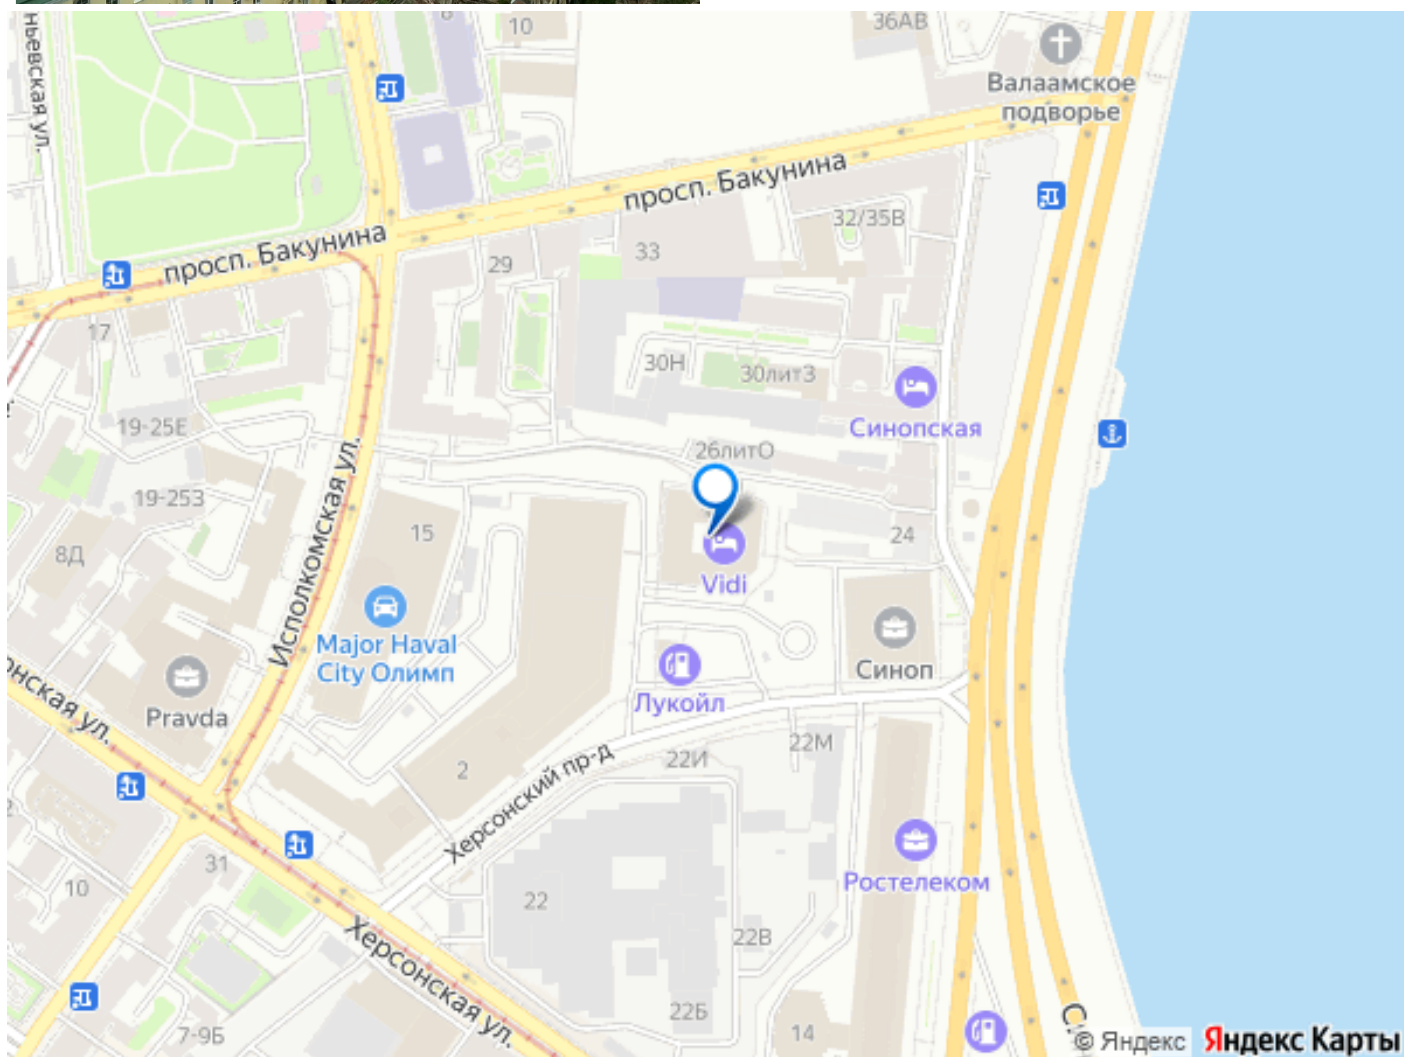 10
36АВ
Валаамское
подворье
просп. Бакунина
просп. Бакунина
32/35В
33
29
17
30Н
30литЗ
19-25Е
Синопская
26литО
19-25З
Исполкомская ул.
15
24
8Д
Vidi
Major Haval
City Олимп
Синоп
Pravda
Лукойл
22М
22И
2
Херсонский пр-д
31
10
Ростелеком
22
Херсонская ул.
22В
22Б
7-9Б
14
© Яндекс Яндекс Карты